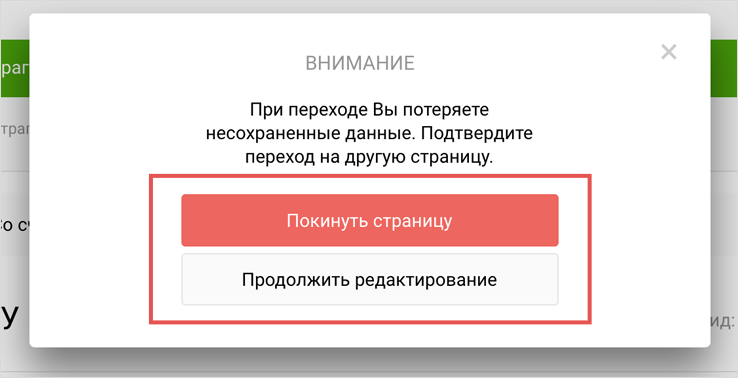 ВНИМАНИЕ
При переходе Вы потеряете
несохраненные данные. Подтвердите
переход на другую страницу.
Покинуть страницу
Продолжить редактирование